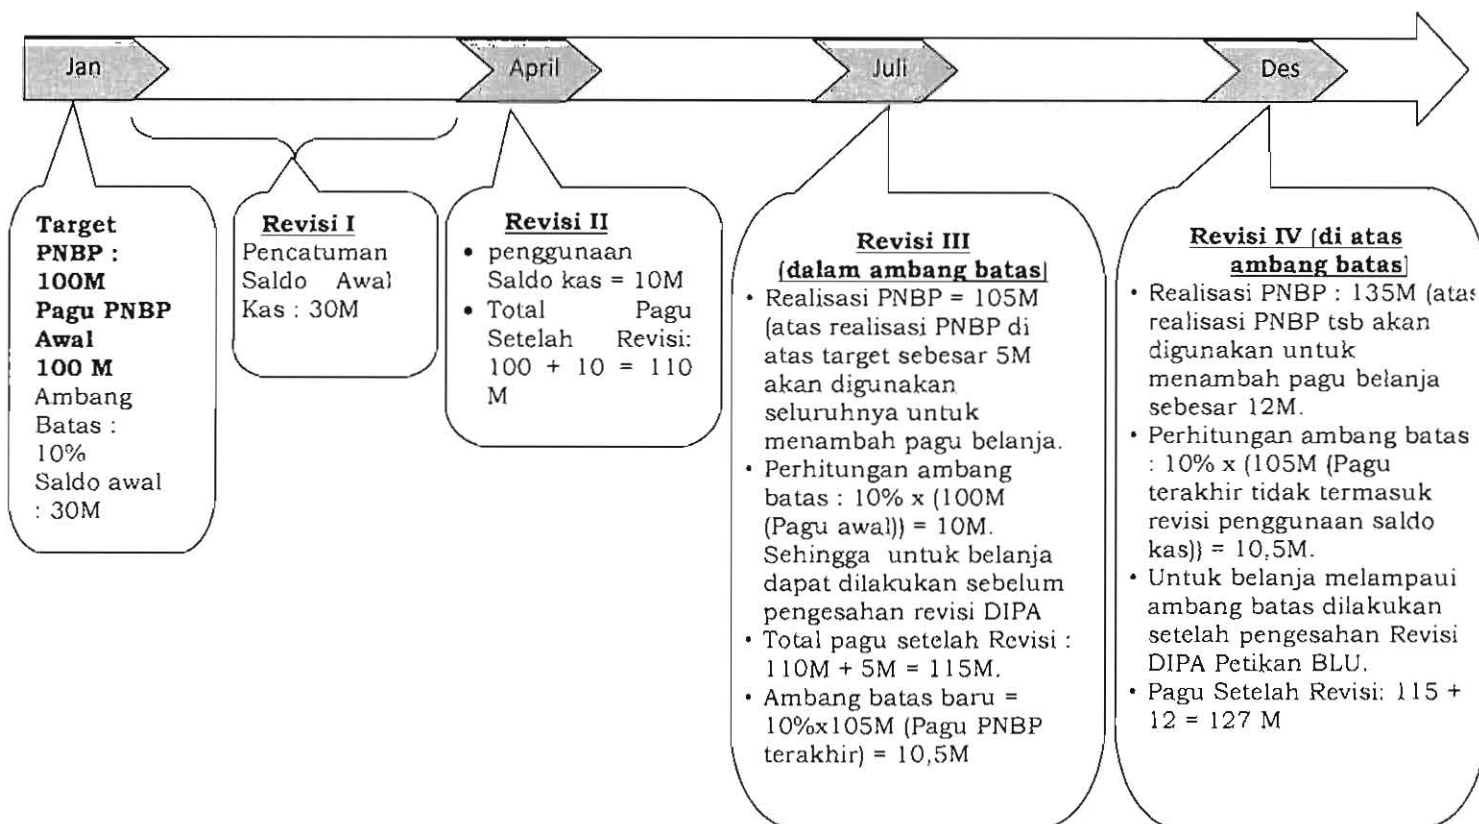 Jan
April
Juli
Des
Target
PNBP :
100M
Pagu PNBP
Awal
100 M
Ambang
Batas :
10%
Saldo awal
: 30M
Revisi I
Pencatuman
Saldo Awal
Kas : 30M
Revisi II
• penggunaan
Saldo kas = 10M
• Total Pagu
Setelah Revisi:
100 + 10 = 110
M
Revisi III
(dalam ambang batas)
• Realisasi PNBP = 105M
(atas realisasi PNBP di
atas target sebesar 5M
akan digunakan
seluruhnya untuk
menambah pagu belanja.
• Perhitungan ambang
batas : 10% x (100M
(Pagu awal)) = 10M.
Sehingga untuk belanja
dapat dilakukan sebelum
pengesahan revisi DIPA
• Total pagu setelah Revisi :
110M + 5M = 115M.
• Ambang batas baru =
10%x105M (Pagu PNBP
terakhir) = 10,5M
Revisi IV (di atas
ambang batas)
• Realisasi PNBP : 135M (atas
realisasi PNBP tsb akan
digunakan untuk
menambah pagu belanja
sebesar 12M.
• Perhitungan ambang batas
: 10% x (105M (Pagu
terakhir tidak termasuk
revisi penggunaan saldo
kas)) = 10,5M.
• Untuk belanja melampaui
ambang batas dilakukan
setelah pengesahan Revisi
DIPA Petikan BLU.
• Pagu Setelah Revisi: 115 +
12 = 127 M